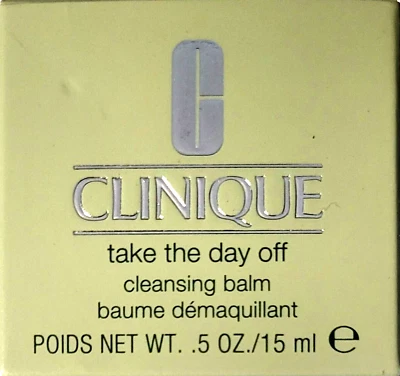 C
CLINIQUE
take the day off
cleansing balm
baume démaquillant
POIDS NET WT. .5 OZ./15 ml ℮